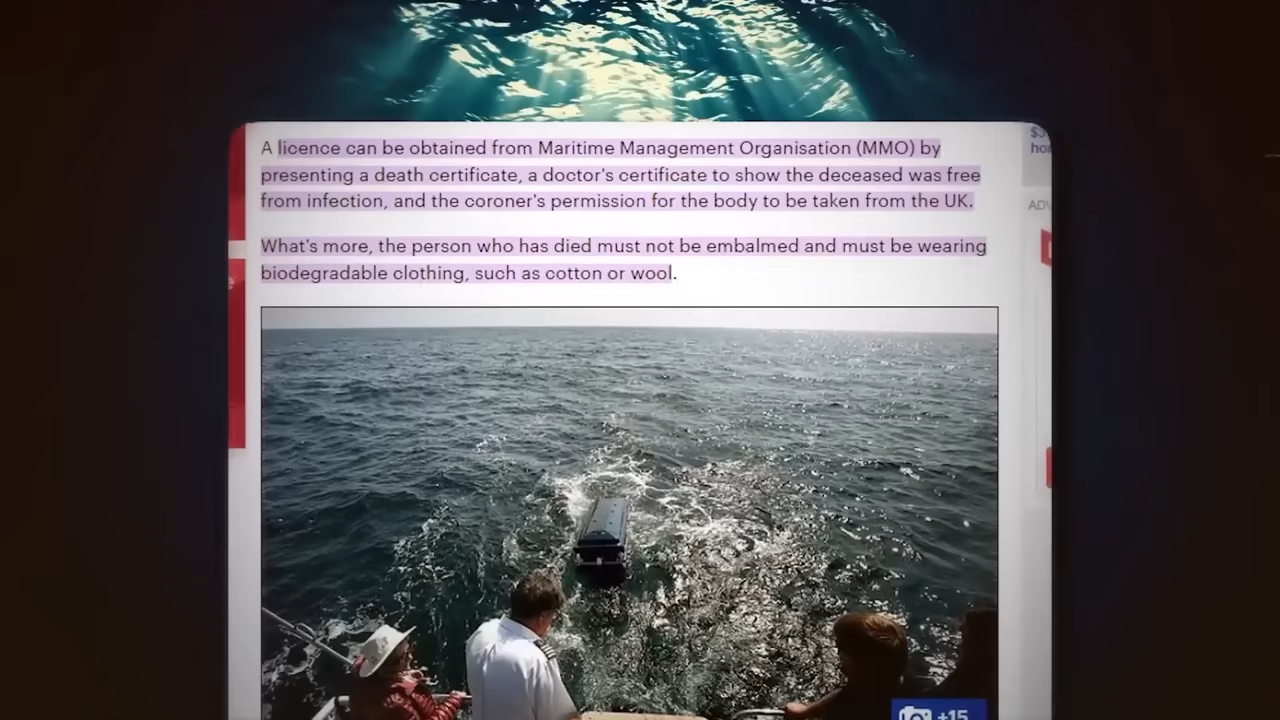 A licence can be obtained from Maritime Management Organisation (MMO) by
presenting a death certificate, a doctor's certificate to show the deceased was free
from infection, and the coroner's permission for the body to be taken from the UK.
What's more, the person who has died must not be embalmed and must be wearing
biodegradable clothing, such as cotton or wool.
+15